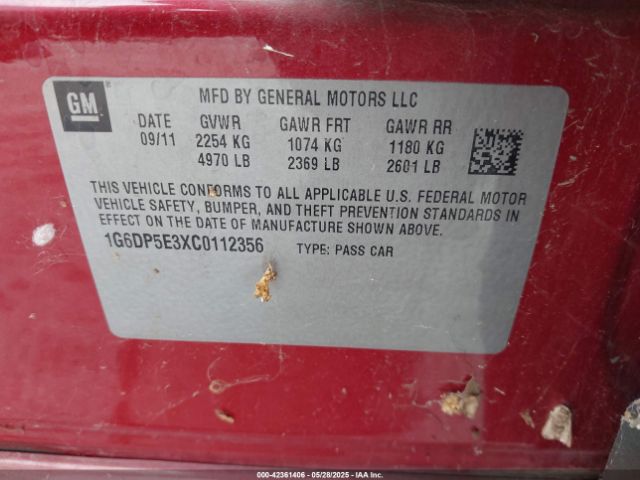 GM
MFD BY GENERAL MOTORS LLC
DATE GVWR GAWR FRT GAWR RR
09/11 2254 KG 1074 KG 1180 KG
4970 LB 2369 LB 2601 LB
THIS VEHICLE CONFORMS TO ALL APPLICABLE U.S. FEDERAL MOTOR
VEHICLE SAFETY, BUMPER, AND THEFT PREVENTION STANDARDS IN
EFFECT ON THE DATE OF MANUFACTURE SHOWN ABOVE.
1G6DP5E3XC0112356 TYPE: PASS CAR
000-42361406 05/28/2025 IAAI.COM